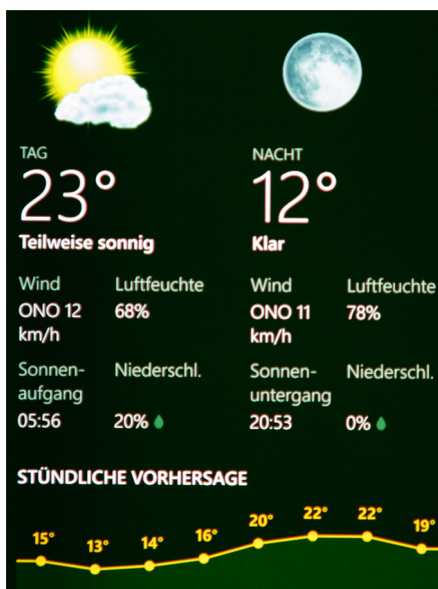 TAG
23°
Teilweise sonnig
Wind
Luftfeuchte
ONO 12
km/h
68%
Sonnen-
aufgang
Niederschl.
05:56
20%
NACHT
12°
Klar
Wind
Luftfeuchte
ONO 11
km/h
78%
Sonnen-
untergang
Niederschl.
20:53
0%
STÜNDLICHE VORHERSAGE
15° 13° 14° 16° 20° 22° 22° 19°